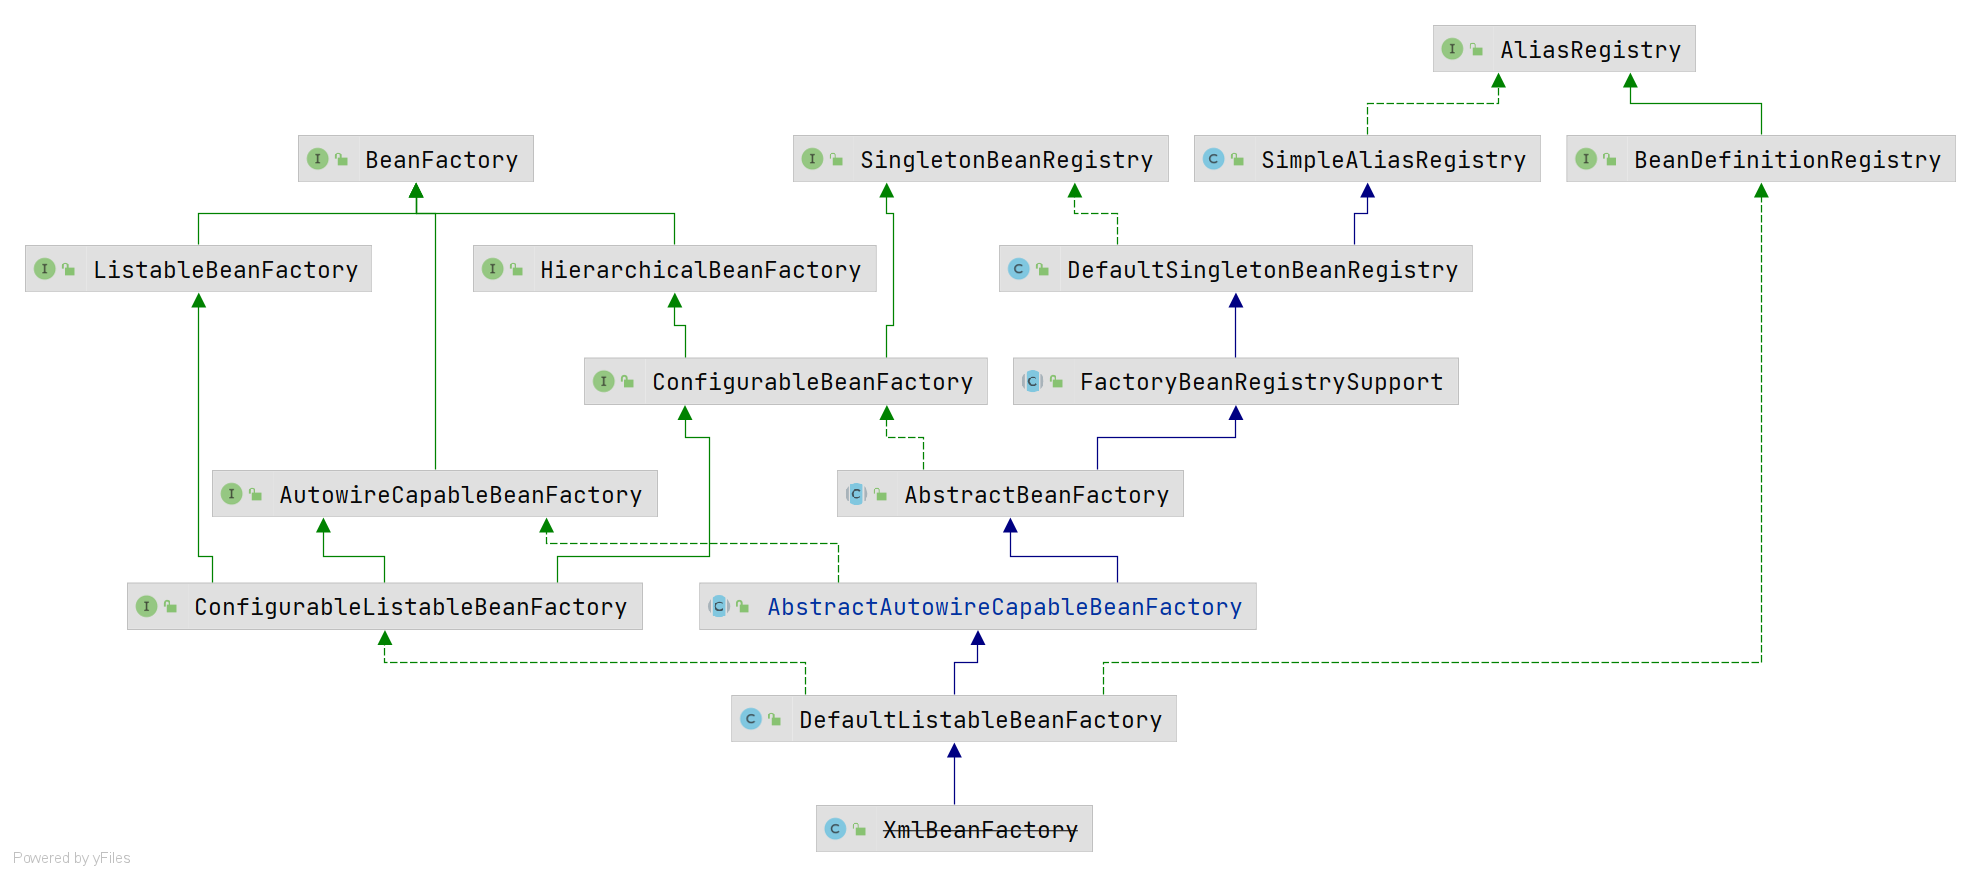 AliasRegistry
BeanFactory
SingletonBeanRegistry
SimpleAliasRegistry
BeanDefinitionRegistry
ListableBeanFactory
HierarchicalBeanFactory
DefaultSingletonBeanRegistry
ConfigurableBeanFactory
FactoryBeanRegistrySupport
AutowireCapableBeanFactory
AbstractBeanFactory
ConfigurableListableBeanFactory
AbstractAutowireCapableBeanFactory
DefaultListableBeanFactory
XmlBeanFactory
Powered by yFiles